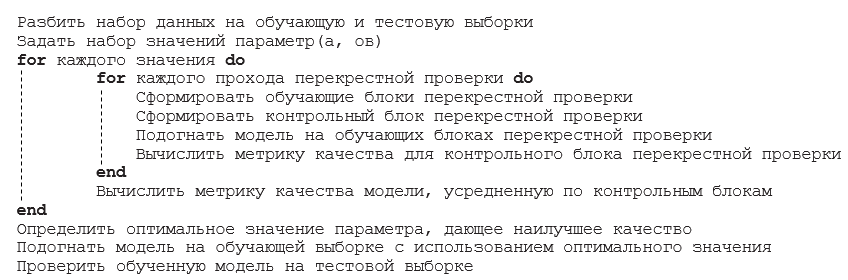 Разбить набор данных на обучающую и тестовую выборки
Задать набор значений параметр(а, ов)
for каждого значения do
for каждого прохода перекрестной проверки do
Сформировать обучающие блоки перекрестной проверки
Сформировать контрольный блок перекрестной проверки
Подогнать модель на обучающих блоках перекрестной проверки
Вычислить метрику качества для контрольного блока перекрестной проверки
end
Вычислить метрику качества модели, усредненную по контрольным блокам
end
Определить оптимальное значение параметра, дающее наилучшее качество
Подогнать модель на обучающей выборке с использованием оптимального значения
Проверить обученную модель на тестовой выборке